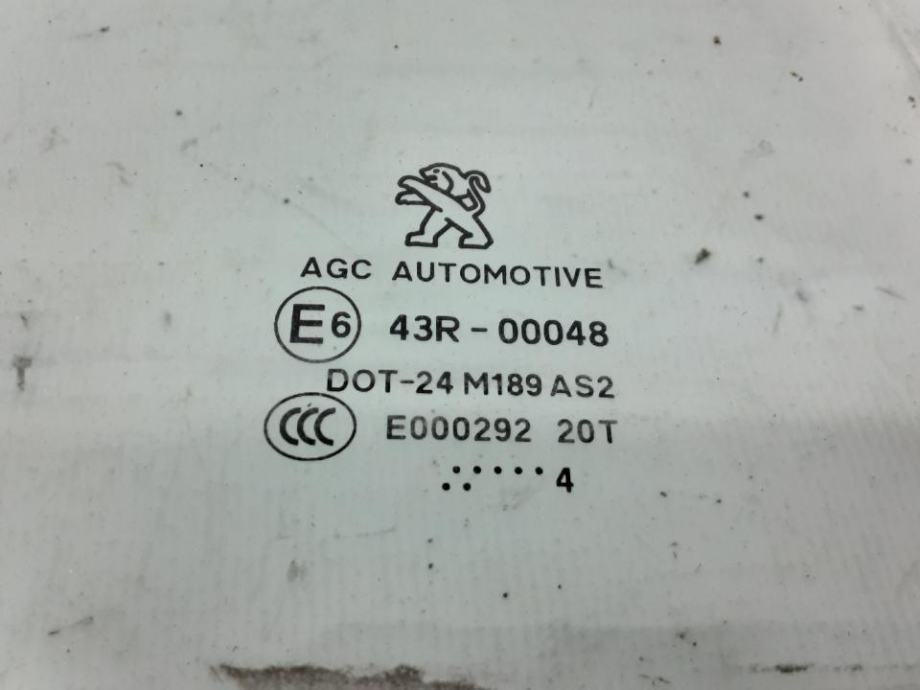 AGC AUTOMOTIVE
E6 43R-00048
DOT-24 M189 AS2
CCC E000292 20T
4